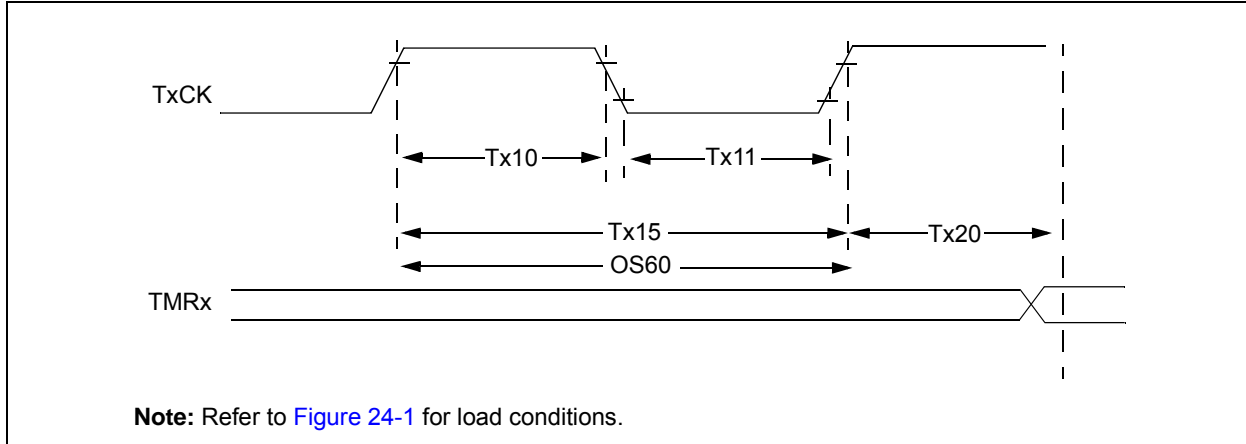 TxCK
Tx10
Tx11
Tx15
Tx20
OS60
TMRx
Note: Refer to Figure 24-1 for load conditions.